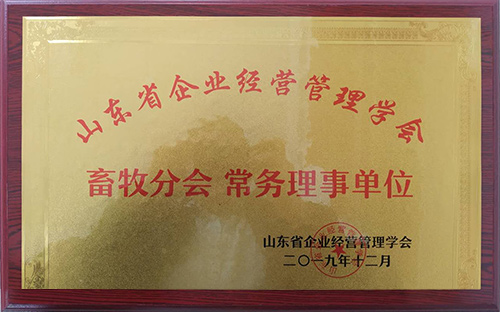 山东省企业经营管理学会
畜牧分会 常务理事单位
山东省企业经营管理学会
二〇一九年十二月